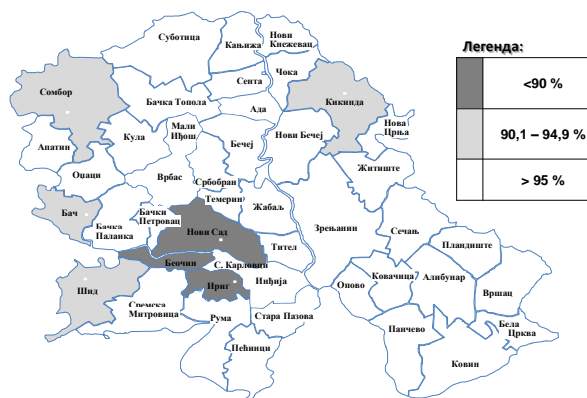 Суботица
Кањижа
Нови
Кнежевац
Чока
Сента
Сомбор
Бачка Топола
Ада
Кикинда
Апатин
Кула
Мали
Иђош
Бечеј
Нови Бечеј
Нова
Црња
Оџаци
Врбас
Србобран
Житиште
Темерин
Бач
Бачки
Петровац
Бачка
Паланка
Нови Сад
Жабаљ
Зрењанин
Сечањ
Тител
Пландиште
Беочин
С. Карловци
Шид
Ириг
Инђија
Опово
Ковачица
Алибунар
Вршац
Сремска
Митровица
Рума
Стара Пазова
Панчево
Бела
Црква
Пећинци
Ковин
Легенда:
<90 %
90,1 – 94,9 %
> 95 %